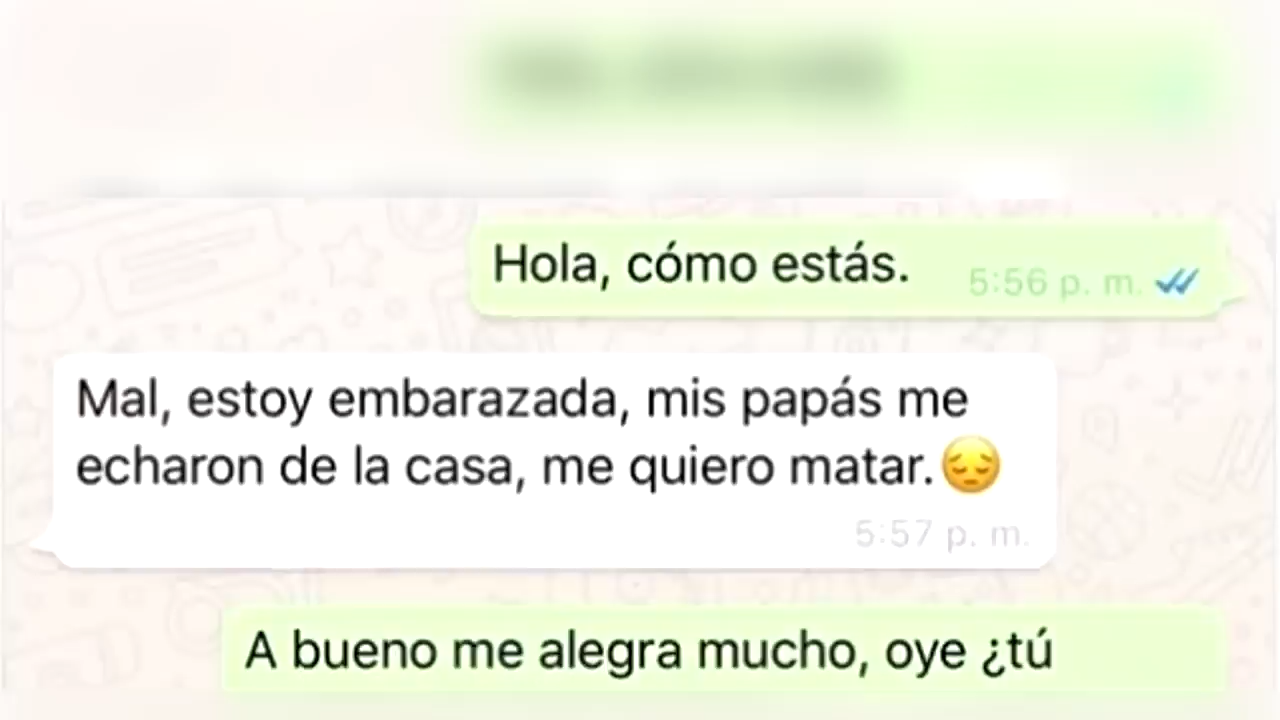 Hola, cómo estás.
5:56 p. m.
Mal, estoy embarazada, mis papás me
echaron de la casa, me quiero matar.😔
5:57 p. m.
A bueno me alegra mucho, oye ¿tú